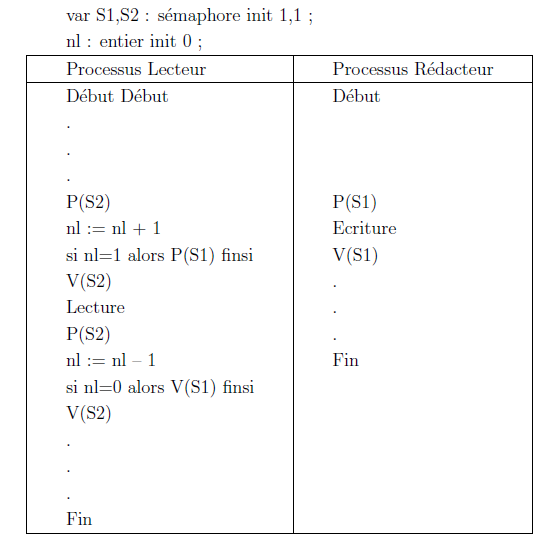 var S1,S2 : sémaphore init 1,1 ;
nl : entier init 0 ;
Processus Lecteur
Début Début
.
.
.
P(S2)
nl := nl + 1
si nl=1 alors P(S1) finsi
V(S2)
Lecture
P(S2)
nl := nl – 1
si nl=0 alors V(S1) finsi
V(S2)
.
.
.
Fin
Processus Rédacteur
Début
P(S1)
Ecriture
V(S1)
.
.
.
Fin